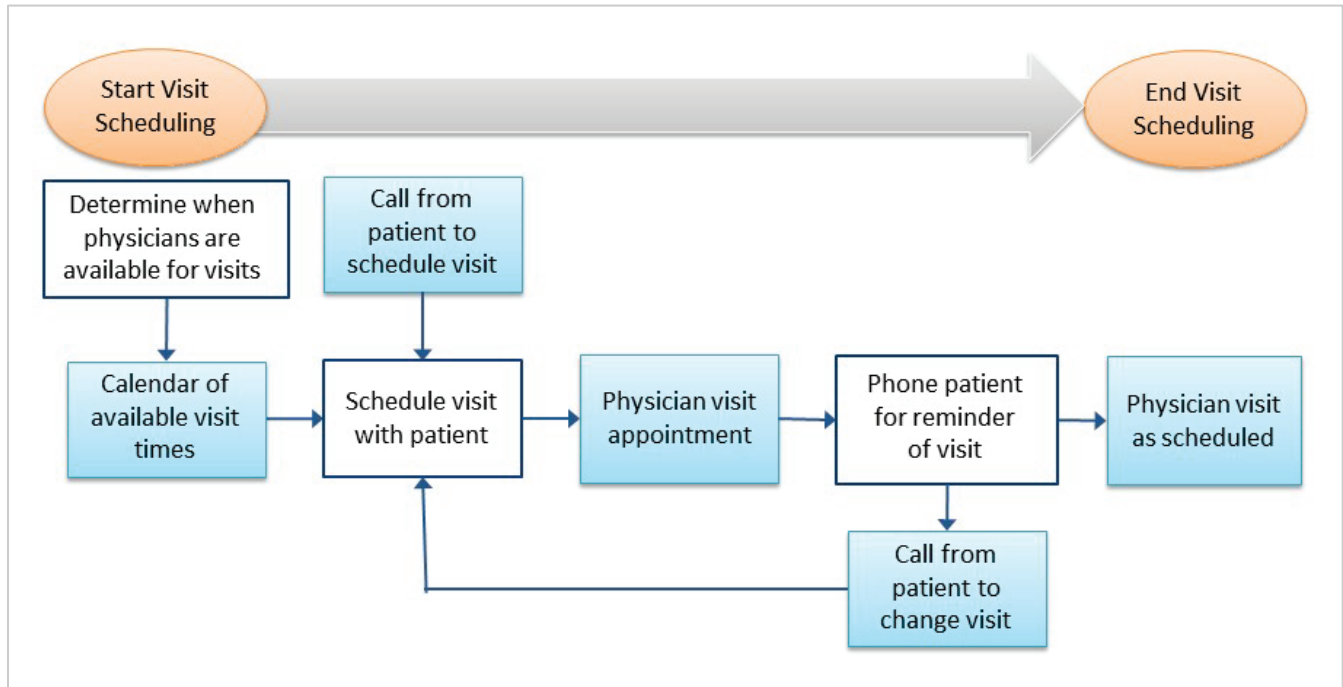 Start Visit
Scheduling
End Visit
Scheduling
Determine when
physicians are
available for visits
Call from
patient to
schedule visit
Calendar of
available visit
times
Schedule visit
with patient
Physician visit
appointment
Phone patient
for reminder
of visit
Physician visit
as scheduled
Call from
patient to
change visit